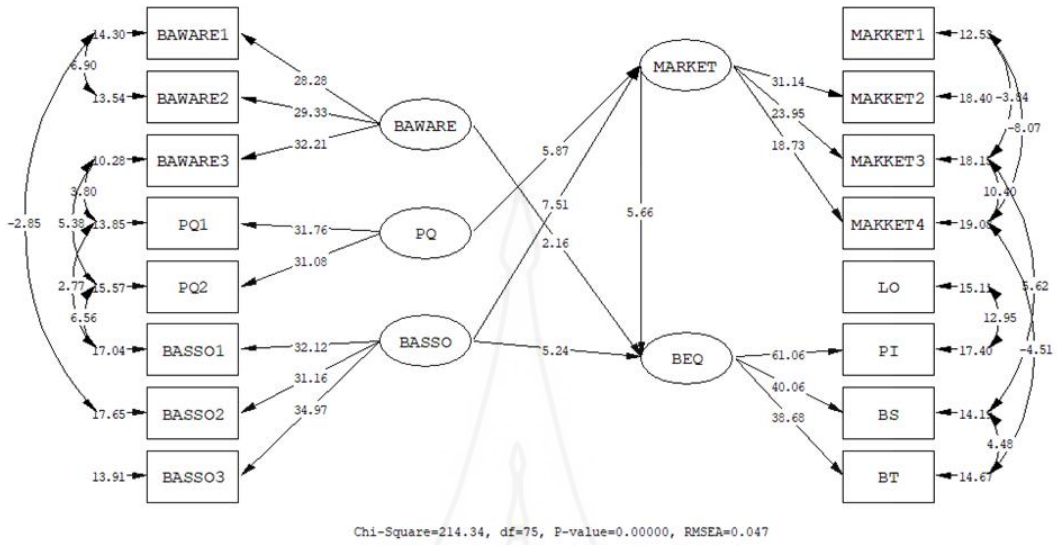 14.30 BAWARE1 MAKKET1 12.59
6.90 28.28 MARKET 31.14 -3.84
13.54 BAWARE2 29.33 BAWARE 23.95 MAKKET2 18.40 -8.07
10.28 BAWARE3 32.21 5.87 18.73 MAKKET3 18.15
3.80 7.51 10.40
-2.85 5.38 13.85 PQ1 31.76 PQ 2.16 5.66 MAKKET4 19.08
2.77 15.57 PQ2 31.08 LO 15.11 5.62
6.56 12.95
17.04 BASSO1 32.12 BASSO 5.24 BEQ 61.06 PI 17.40 -4.51
31.16 40.06
17.65 BASSO2 34.97 38.68 BS 14.19
4.48
13.91 BASSO3 BT 14.67
Chi-Square=214.34, df=75, P-value=0.00000, RMSEA=0.047